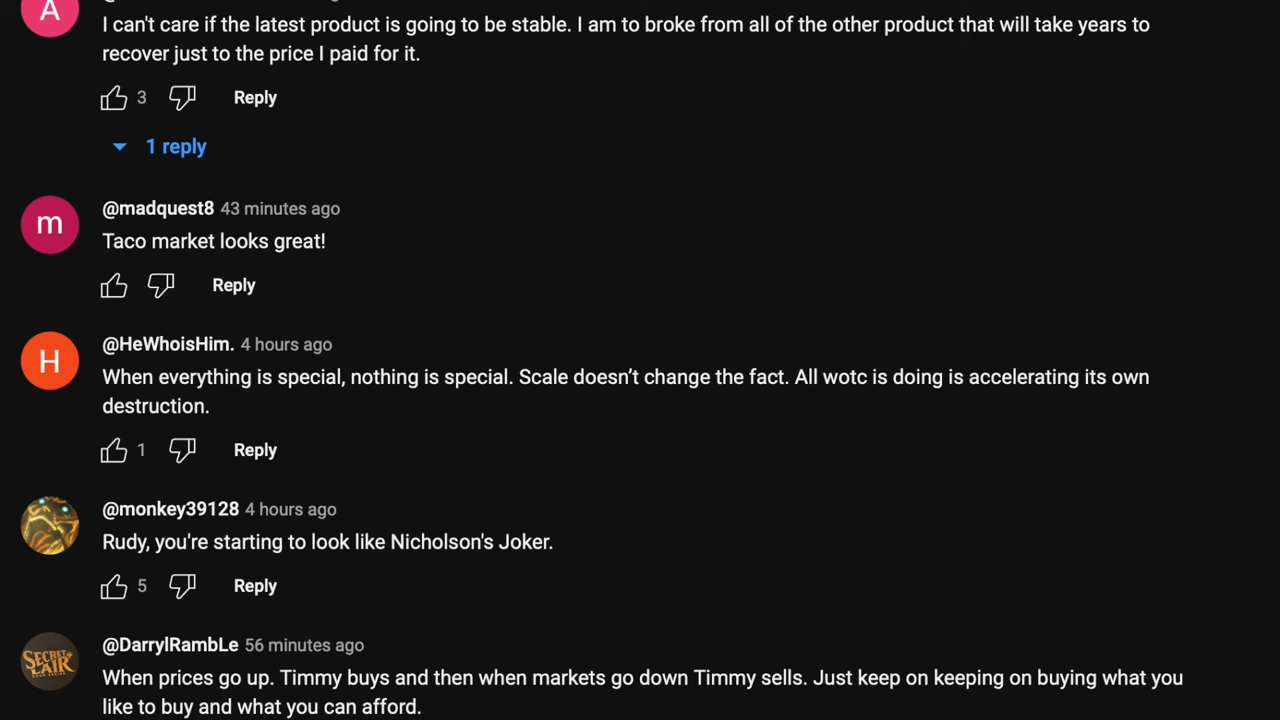 A
I can't care if the latest product is going to be stable. I am to broke from all of the other product that will take years to
recover just to the price I paid for it.
3 Reply
1 reply
m
@madquest8 43 minutes ago
Taco market looks great!
Reply
H
@HeWhoisHim. 4 hours ago
When everything is special, nothing is special. Scale doesn’t change the fact. All wotc is doing is accelerating its own
destruction.
1 Reply
@monkey39128 4 hours ago
Rudy, you're starting to look like Nicholson's Joker.
5 Reply
SECRET
LAIR
@DarrylRambLe 56 minutes ago
When prices go up. Timmy buys and then when markets go down Timmy sells. Just keep on keeping on buying what you
like to buy and what you can afford.